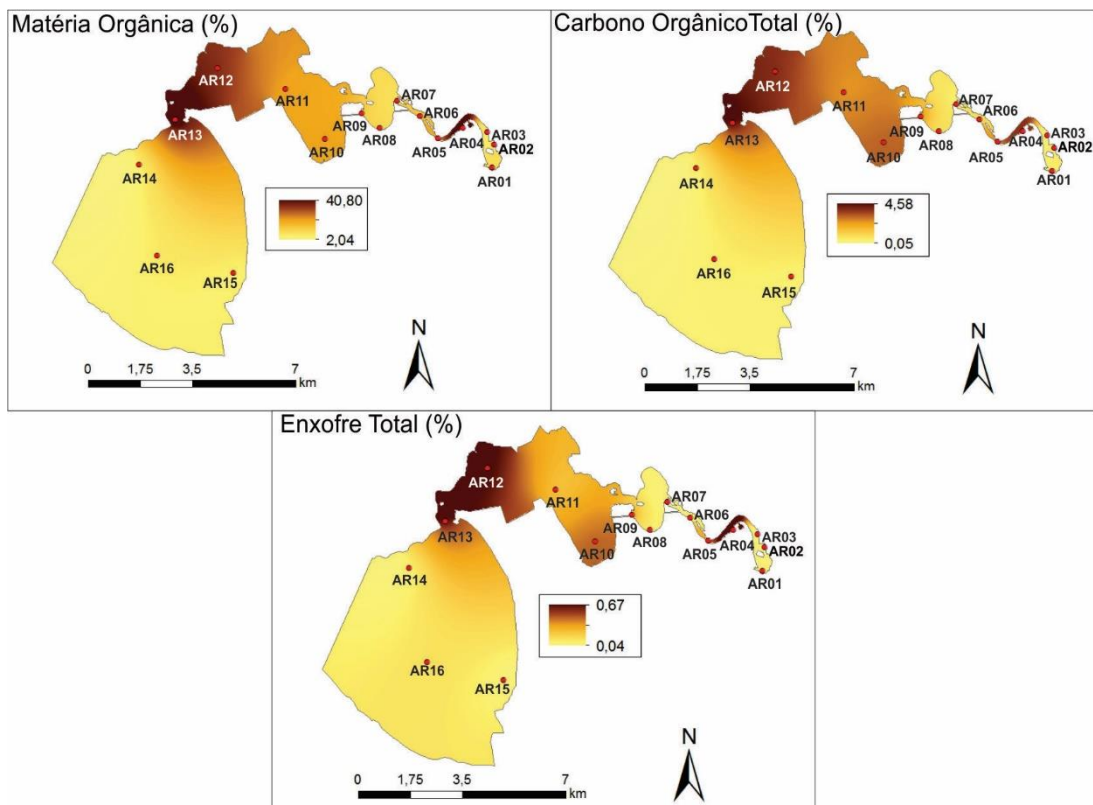 Matéria Orgânica (%)
AR12
AR11
AR13
AR10
AR09
AR08
AR07
AR06
AR05
AR04
AR03
AR02
AR01
AR14
AR16
AR15
40,80
2,04
N
0 1,75 3,5 7
km
Carbono OrgânicoTotal (%)
AR12
AR11
AR13
AR10
AR09
AR08
AR07
AR06
AR05
AR04
AR03
AR02
AR01
AR14
AR16
AR15
4,58
0,05
N
0 1,75 3,5 7
km
Enxofre Total (%)
AR12
AR11
AR13
AR10
AR09
AR08
AR07
AR06
AR05
AR04
AR03
AR02
AR01
AR14
AR16
AR15
0,67
0,04
N
0 1,75 3,5 7
km